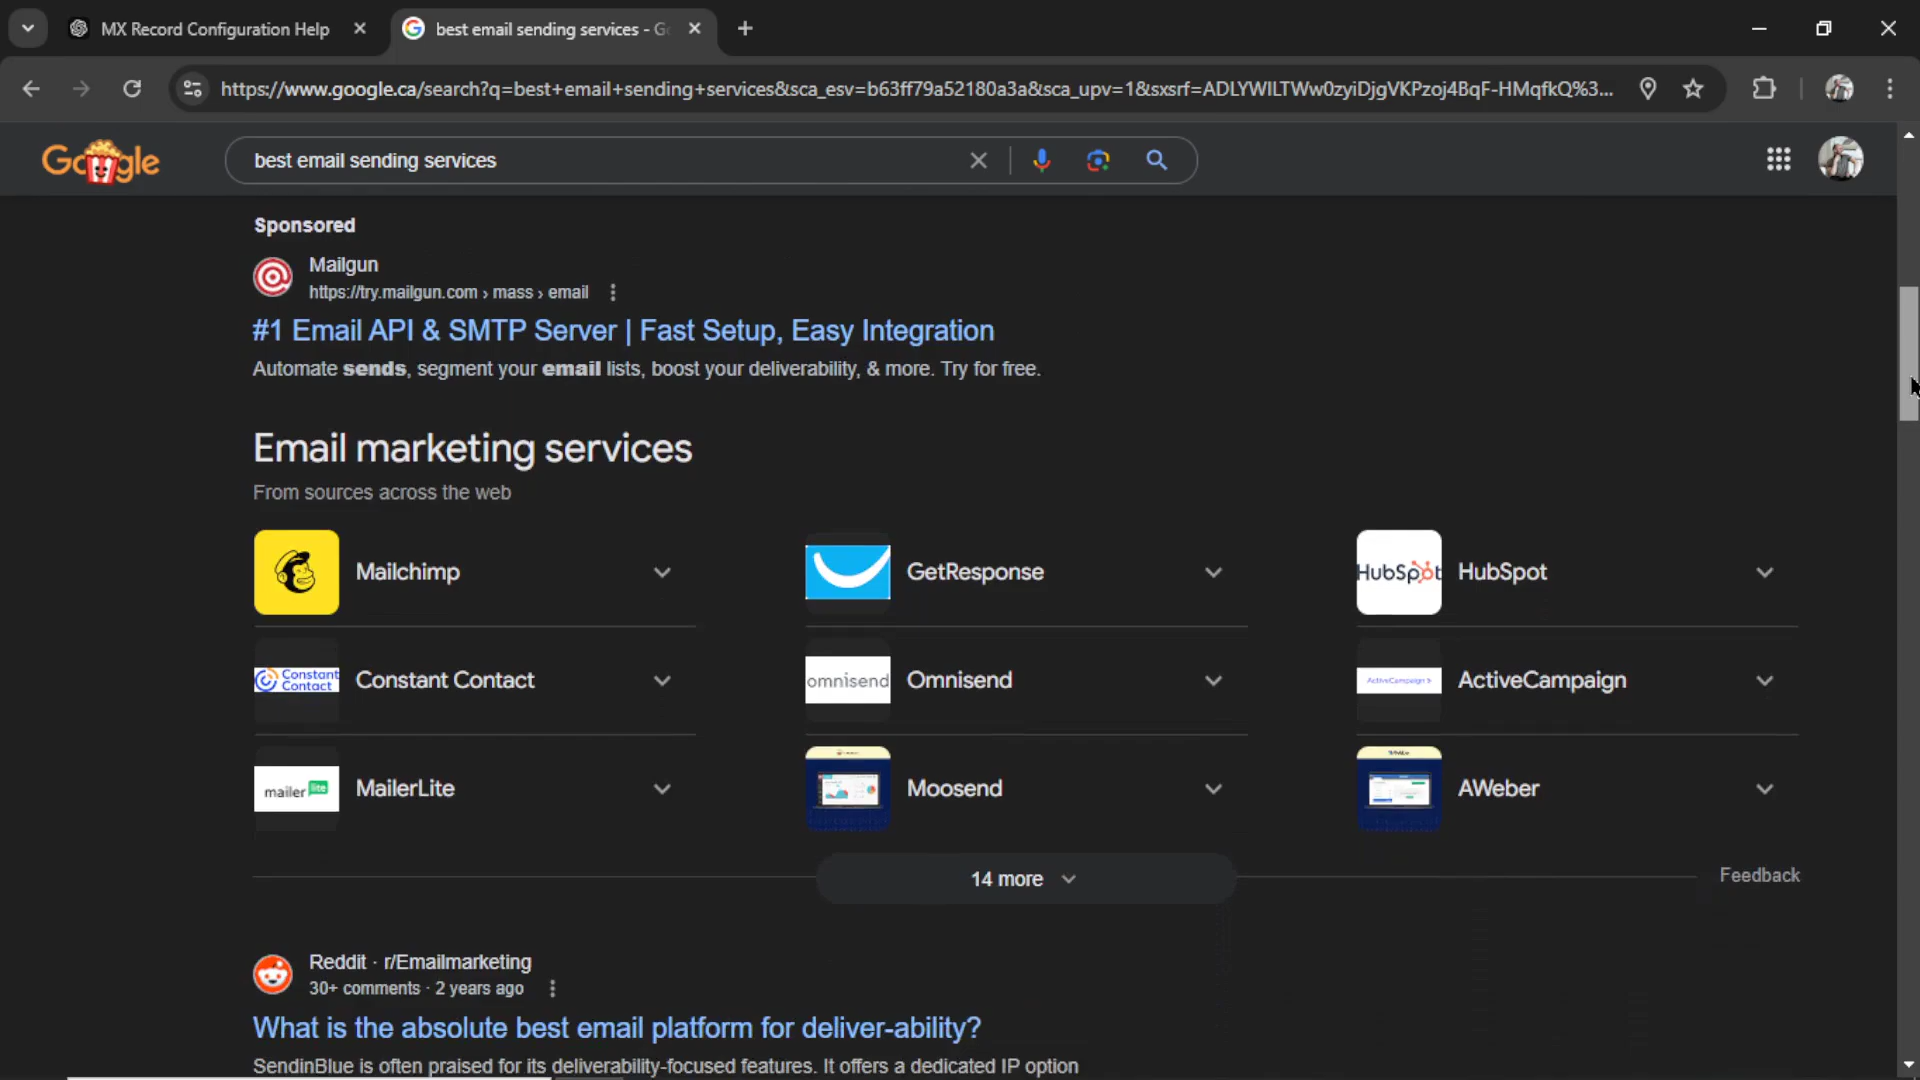 MX Record Configuration Help
best email sending services - Go
https://www.google.ca/search?q=best+email+sending+services&sca_esv=b63ff79a52180a3a&sca_upv=1&sxsrf=ADLYWILTWw0zyiDjgVKPzoj4BqF-HMqfkQ%3...
Google
best email sending services
Sponsored
Mailgun
https://try.mailgun.com › mass › email
#1 Email API & SMTP Server | Fast Setup, Easy Integration
Automate sends, segment your email lists, boost your deliverability, & more. Try for free.
Email marketing services
From sources across the web
Mailchimp
GetResponse
HubSpot
HubSpot
Constant Contact
Constant Contact
omnisend
Omnisend
ActiveCampaign >
ActiveCampaign
mailer lite
MailerLite
Moosend
AWeber
14 more
Feedback
Reddit · r/Emailmarketing
30+ comments · 2 years ago
What is the absolute best email platform for deliver-ability?
SendinBlue is often praised for its deliverability-focused features. It offers a dedicated IP option